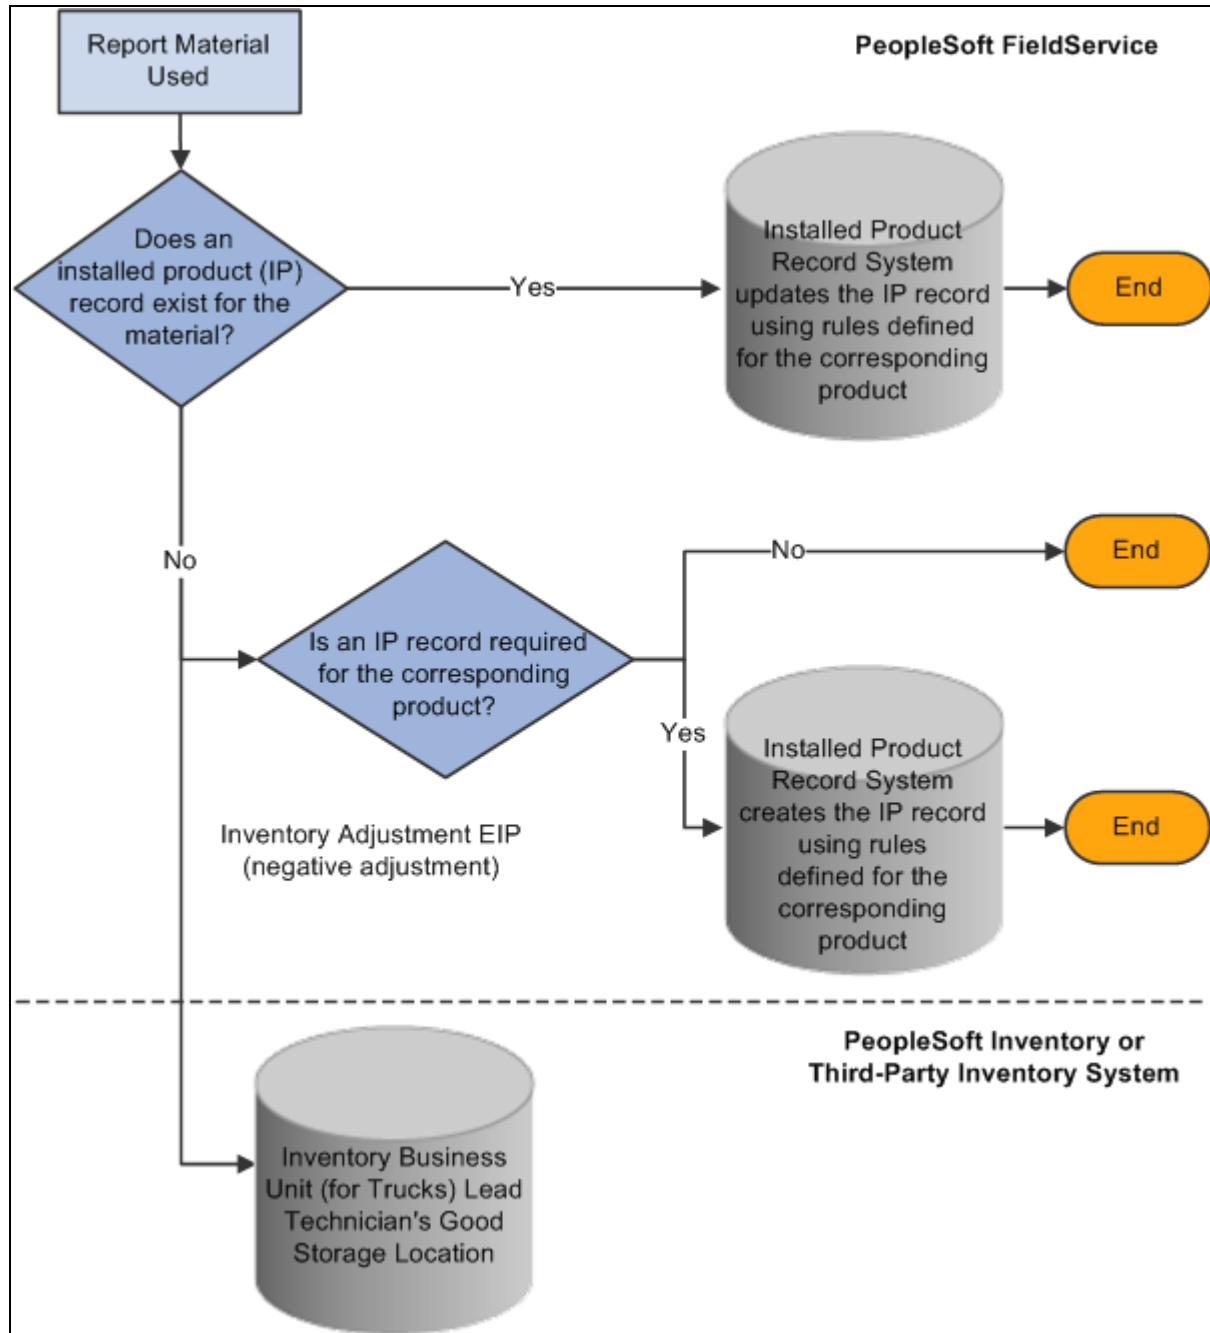 Report Material
Used
PeopleSoft FieldService
Does an
installed product (IP)
record exist for the
material?
Yes
Installed Product
Record System
updates the IP record
using rules defined
for the corresponding
product
End
No
Is an IP record required
for the corresponding
product?
No
End
Yes
Installed Product
Record System
creates the IP record
using rules
defined for the
corresponding
product
End
Inventory Adjustment EIP
(negative adjustment)
PeopleSoft Inventory or
Third-Party Inventory System
Inventory Business
Unit (for Trucks) Lead
Technician's Good
Storage Location